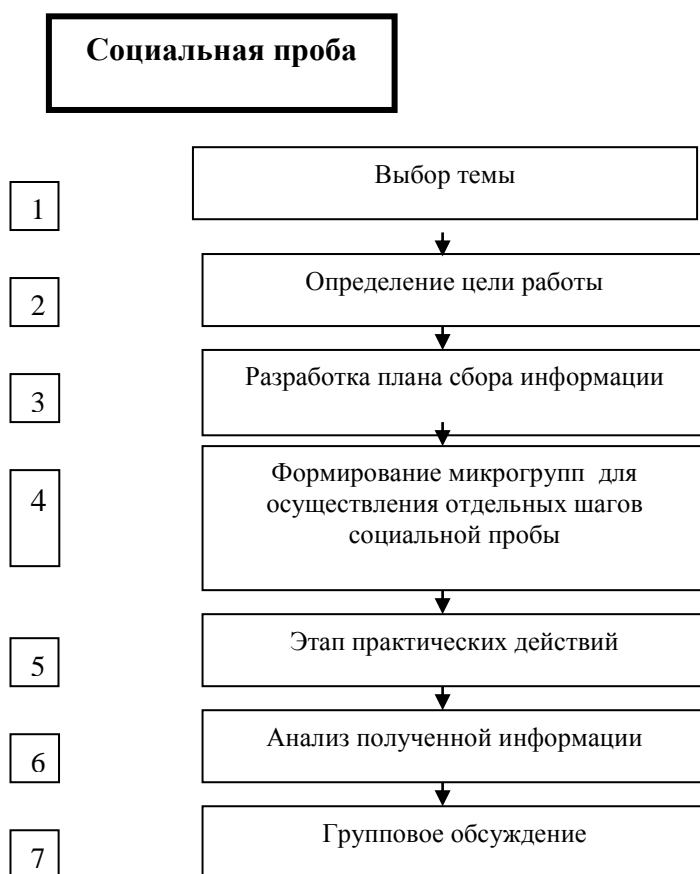 Социальная проба
1
Выбор темы
2
Определение цели работы
3
Разработка плана сбора информации
4
Формирование микрогрупп для
осуществления отдельных шагов
социальной пробы
5
Этап практических действий
6
Анализ полученной информации
7
Групповое обсуждение